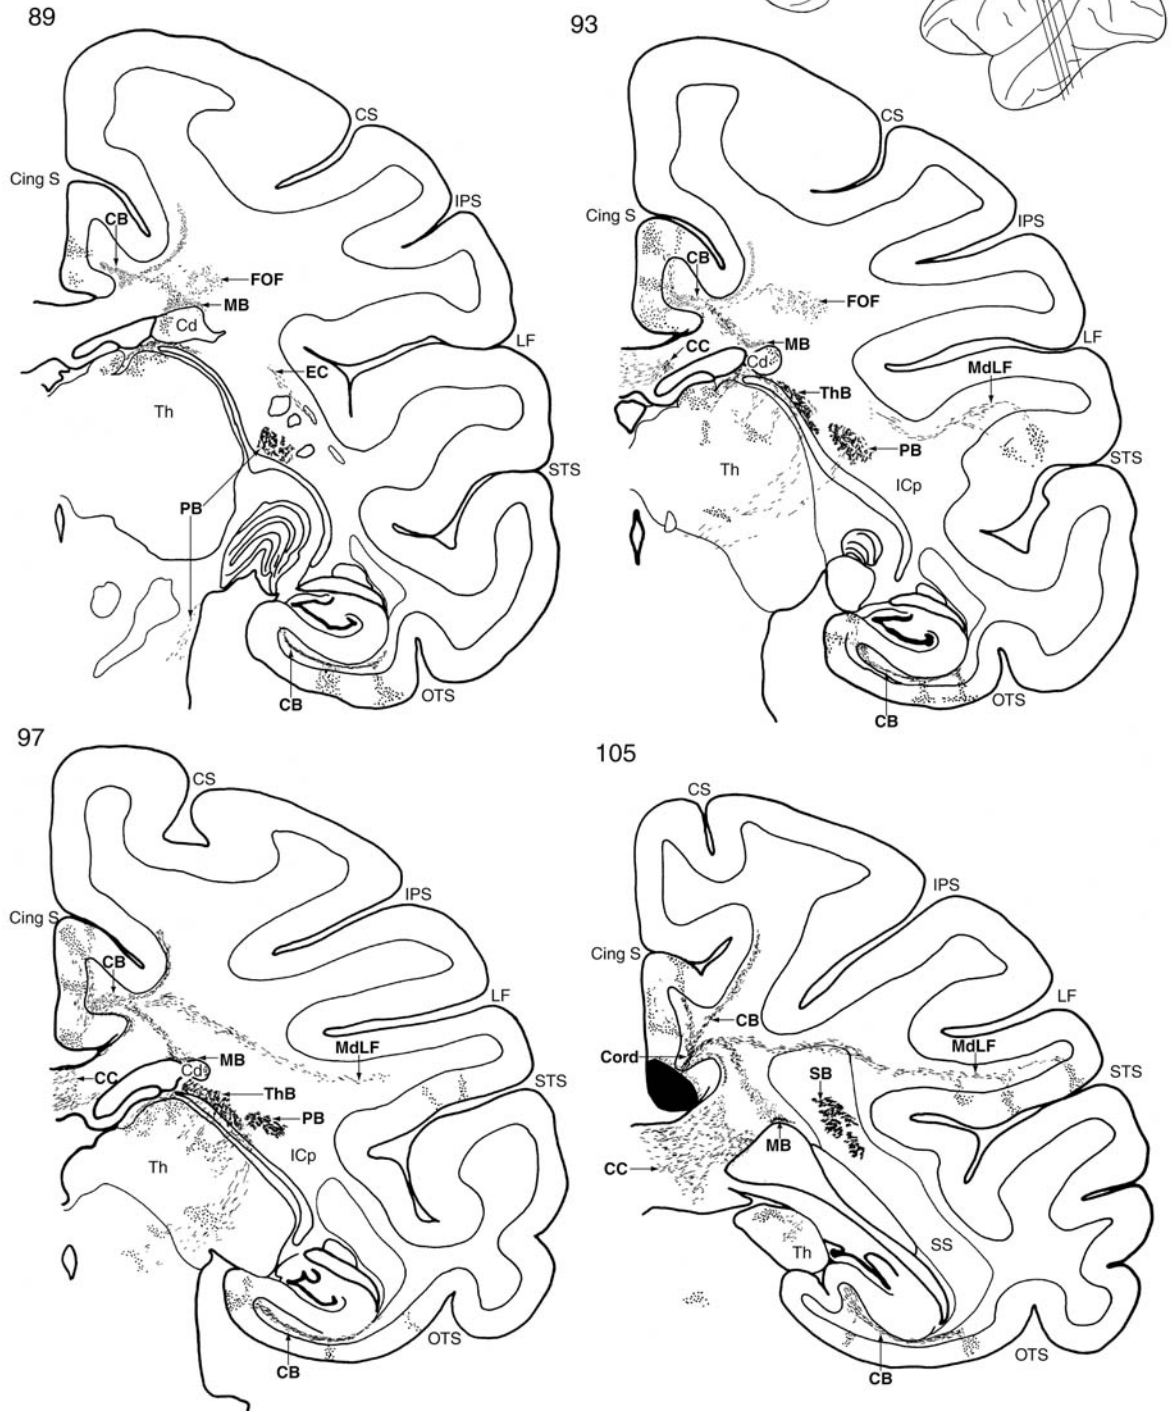 89
CS
Cing S
IPS
CB
FOF
MB
Cd
LF
EC
Th
STS
PB
OTS
CB
93
CS
Cing S
IPS
CB
FOF
MB
CC
Cd
LF
MdLF
ThB
PB
STS
Th
ICp
OTS
CB
97
CS
IPS
Cing S
CB
LF
MB
MdLF
Cd
CC
STS
ThB
PB
ICp
Th
OTS
CB
105
CS
IPS
Cing S
LF
CB
Cord
MdLF
SB
STS
MB
CC
SS
Th
OTS
CB